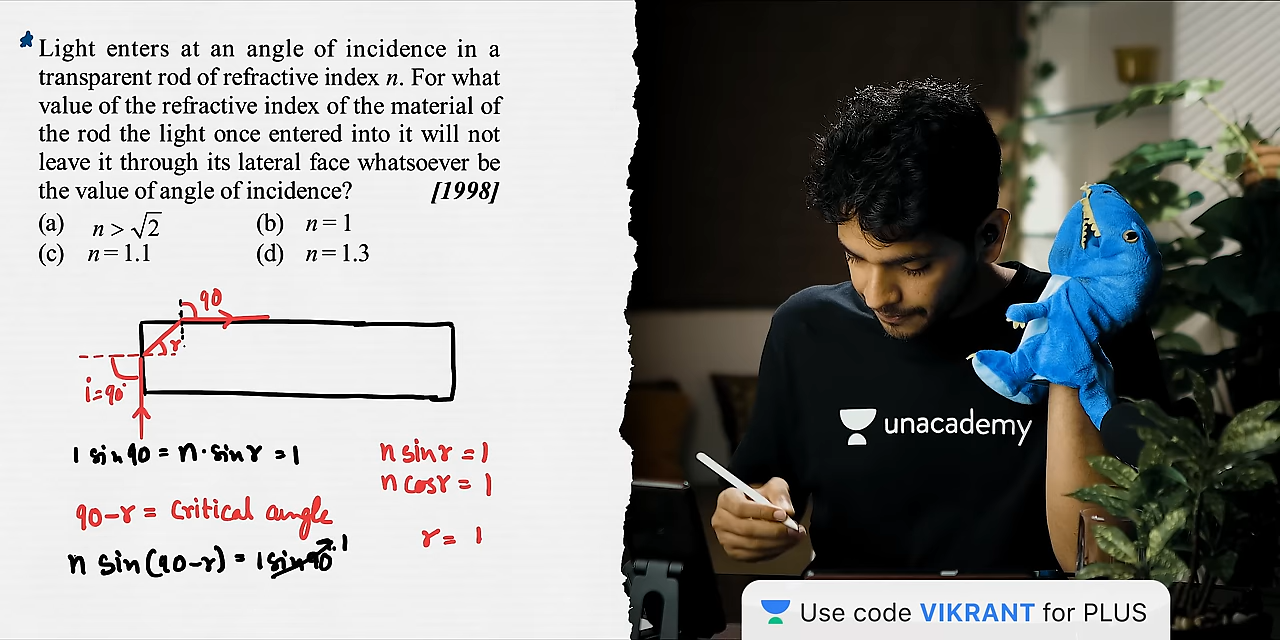 Light enters at an angle of incidence in a
transparent rod of refractive index n. For what
value of the refractive index of the material of
the rod the light once entered into it will not
leave it through its lateral face whatsoever be
the value of angle of incidence? [1998]
(a) n > √2 (b) n = 1
(c) n = 1.1 (d) n = 1.3
90
r
i=90°
1 sin 90 = n · sin r = 1
n sin r = 1
n cos r = 1
90-r = Critical angle
r = 1
n sin (90-r) = 1 sin 90 1
unacademy
Use code VIKRANT for PLUS